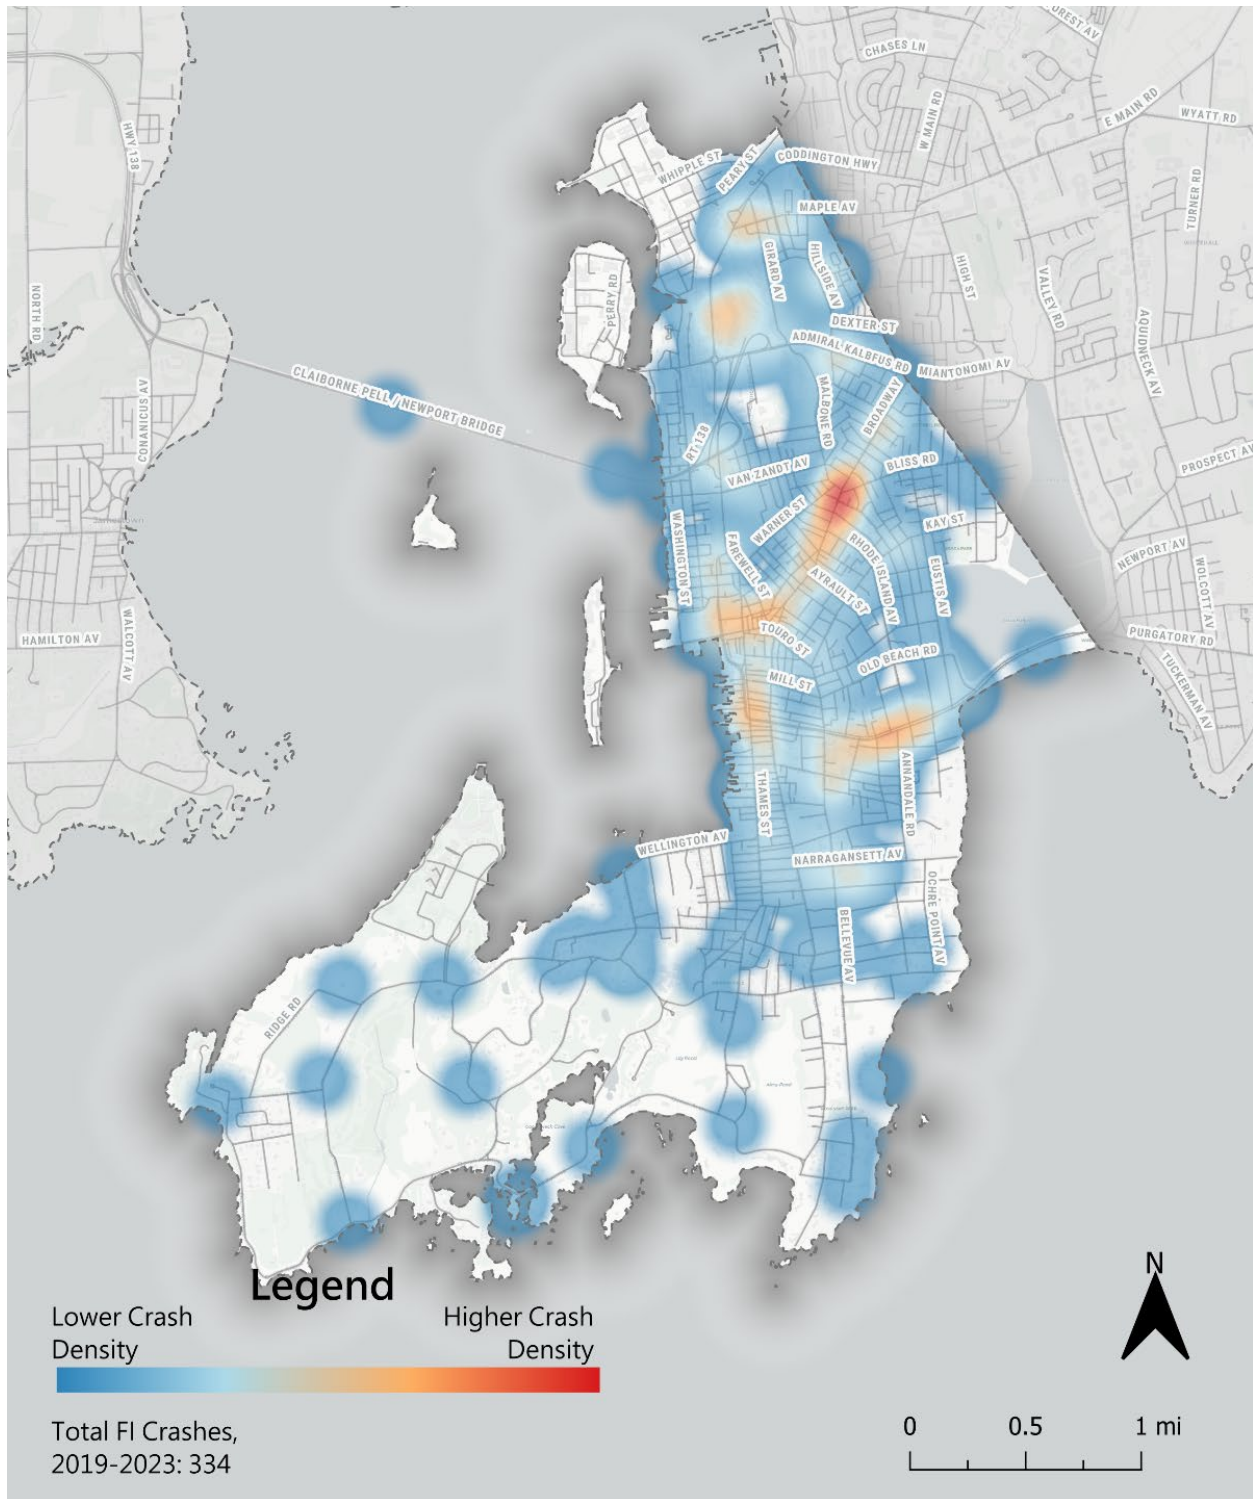 FOREST AV
CHASES LN
W MAIN RD
E MAIN RD
WYATT RD
HWY 138
WHIPPLE ST
PEARY ST
CODDINGTON HWY
TURNER RD
MAPLE AV
GIRARD AV
HILLSIDE AV
HIGH ST
VALLEY RD
NORTH RD
PERRY RD
DEXTER ST
ADMIRAL KALBFUS RD
MIANTONOMI AV
AQUIDNECK AV
CLAIBORNE PELL / NEWPORT BRIDGE
CONANICUS AV
MALBONE RD
BROADWAY
RT 138
VAN ZANDT AV
BLISS RD
PROSPECT AV
WARNER ST
KAY ST
WASHINGTON ST
FAREWELL ST
RHODE ISLAND AV
EUSTIS AV
NEWPORT AV
WOLCOTT AV
AYRAULT ST
HAMILTON AV
WALCOTT AV
TOURO ST
PURGATORY RD
OLD BEACH RD
MILL ST
TUCKERMAN AV
ANNANDALE RD
THAMES ST
WELLINGTON AV
NARRAGANSETT AV
OCHRE POINT AV
BELLEVUE AV
RIDGE RD
Legend
Lower Crash
Density
Higher Crash
Density
Total FI Crashes,
2019-2023: 334
N
0 0.5 1 mi